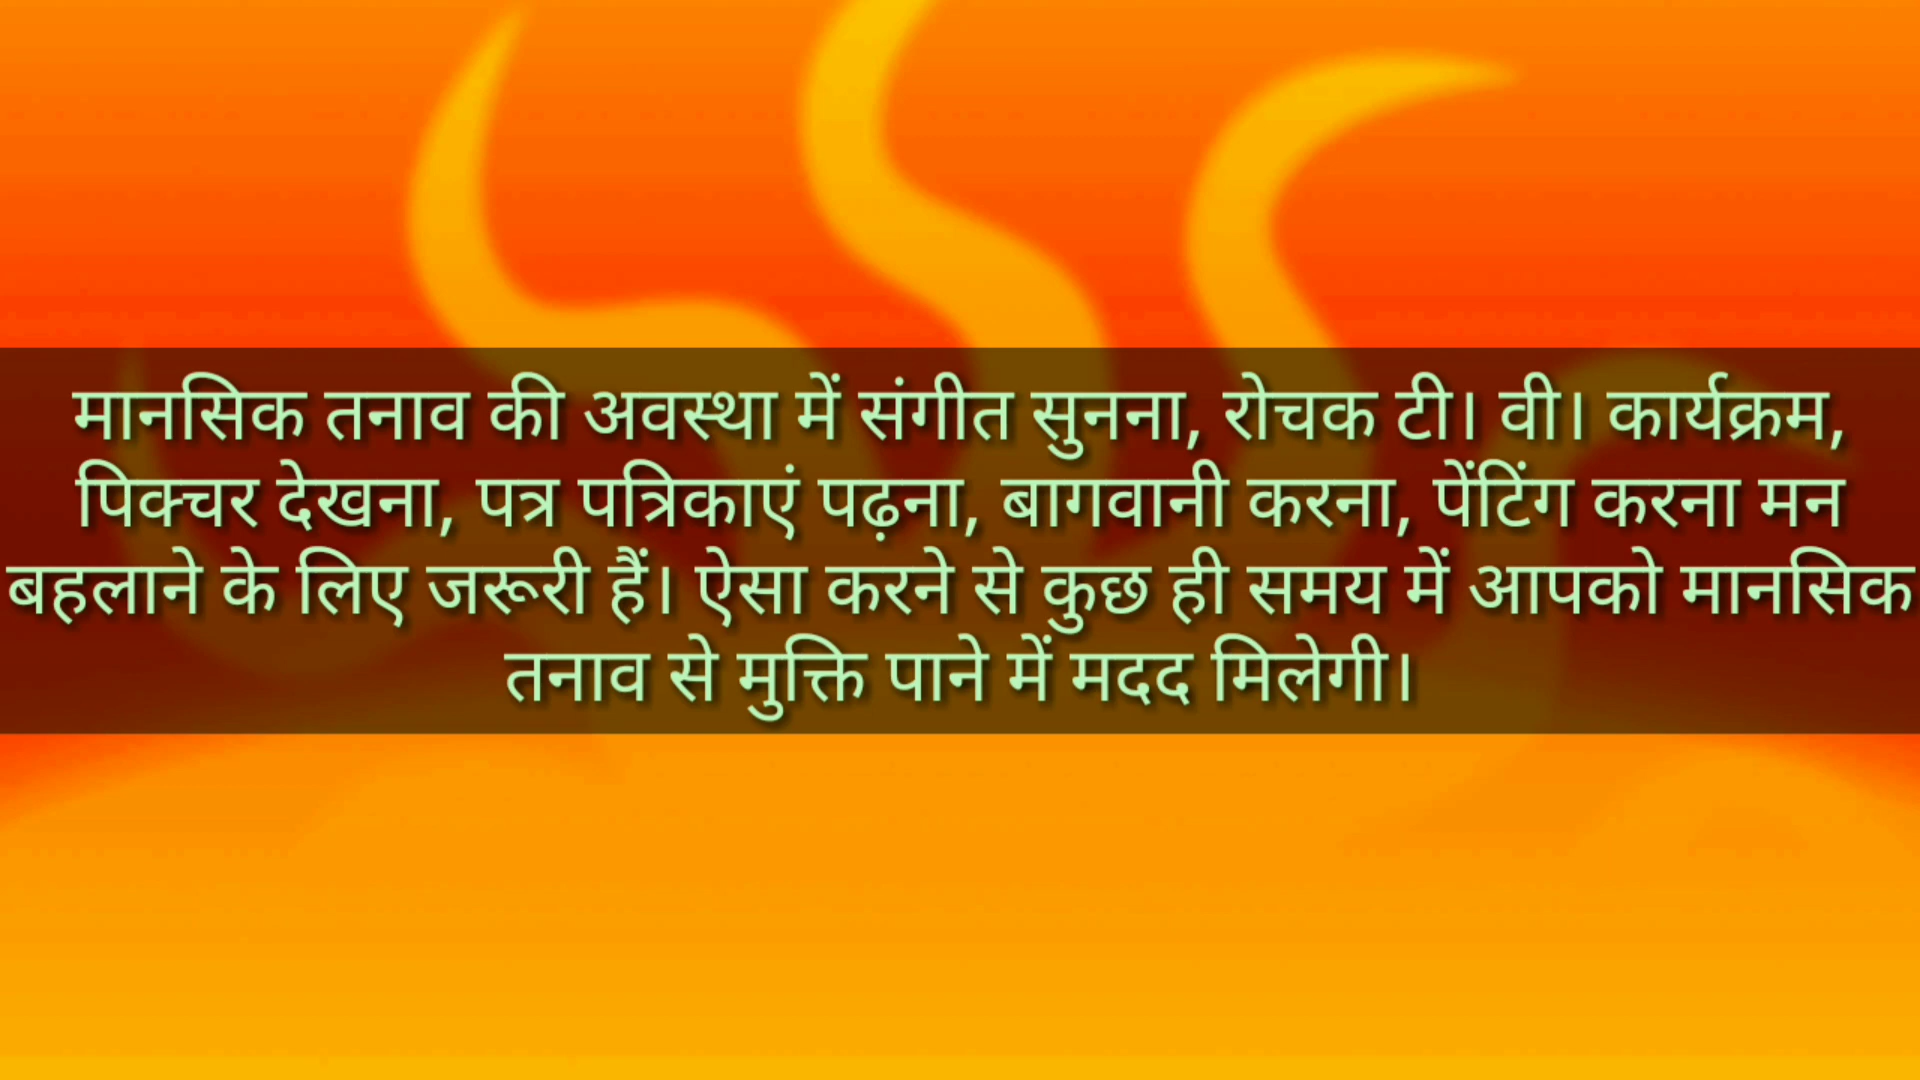 मानसिक तनाव की अवस्था में संगीत सुनना, रोचक टी। वी। कार्यक्रम,
पिक्चर देखना, पत्र पत्रिकाएं पढ़ना, बागवानी करना, पेंटिंग करना मन
बहलाने के लिए जरूरी हैं। ऐसा करने से कुछ ही समय में आपको मानसिक
तनाव से मुक्ति पाने में मदद मिलेगी।